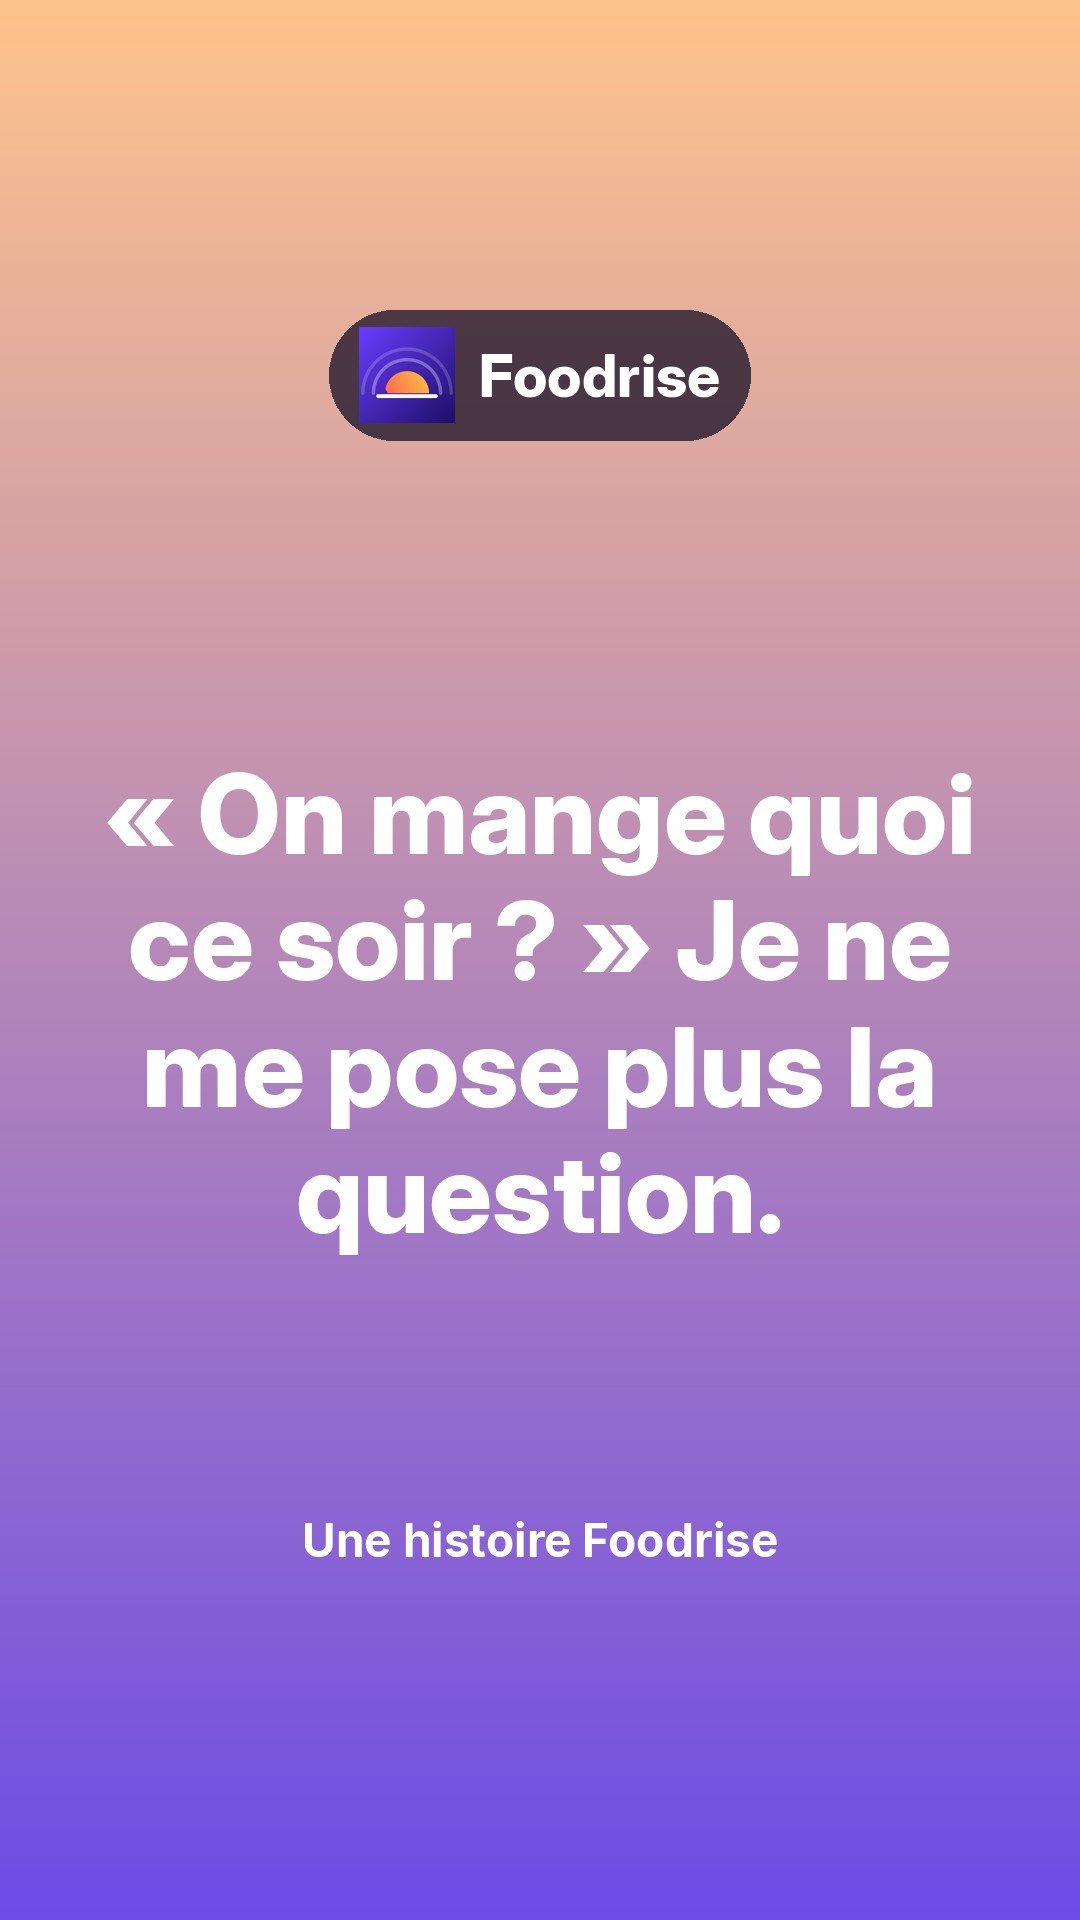 Foodrise
« On mange quoi
ce soir ? » Je ne
me pose plus la
question.
Une histoire Foodrise